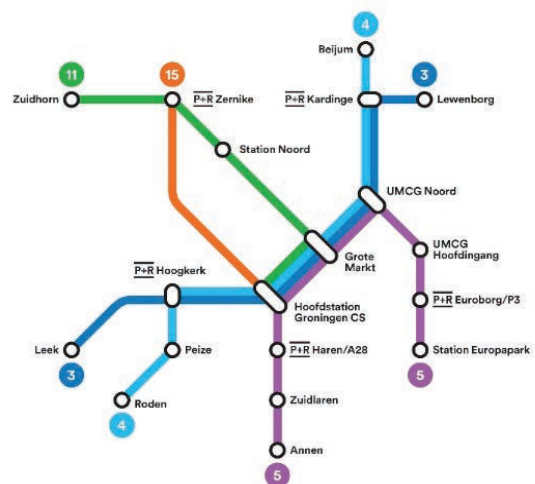 4
Beijum
11
15
3
Zuidhorn
P+R Zernike
P+R Kardinge
Lewenborg
Station Noord
UMCG Noord
UMCG
Hoofdingang
Grote
Markt
P+R Hoogkerk
Hoofdstation
Groningen CS
P+R Euroborg/P3
Leek
Peize
P+R Haren/A28
Station Europapark
3
5
Roden
Zuidlaren
4
Annen
5